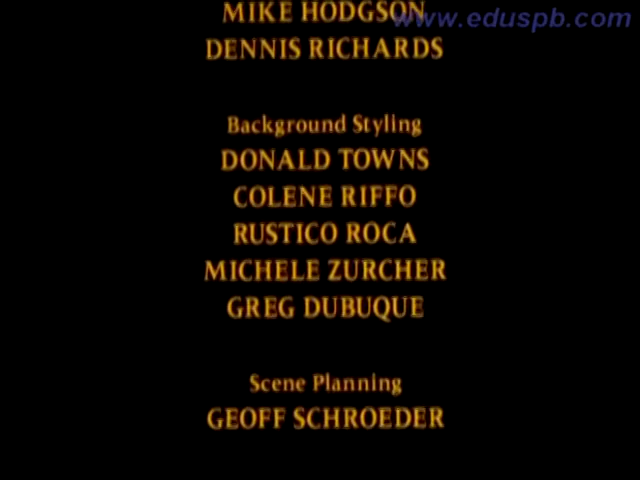 MIKE HODGSON
www.eduspb.com
DENNIS RICHARDS
Background Styling
DONALD TOWNS
COLENE RIFFO
RUSTICO ROCA
MICHELE ZURCHER
GREG DUBUQUE
Scene Planning
GEOFF SCHROEDER